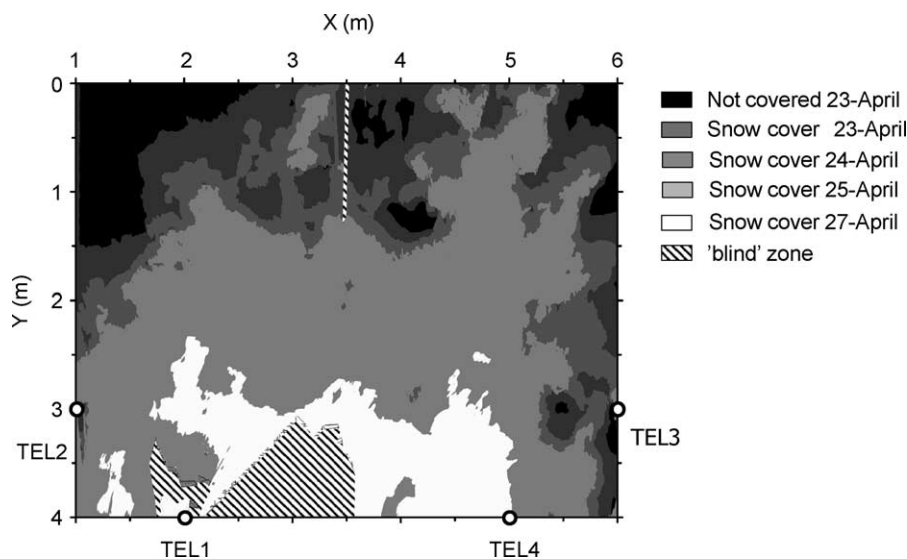 X (m)
1 2 3 4 5 6
0
1
2
3
4
Y (m)
TEL2
TEL3
TEL1
TEL4
Not covered 23-April
Snow cover 23-April
Snow cover 24-April
Snow cover 25-April
Snow cover 27-April
'blind' zone